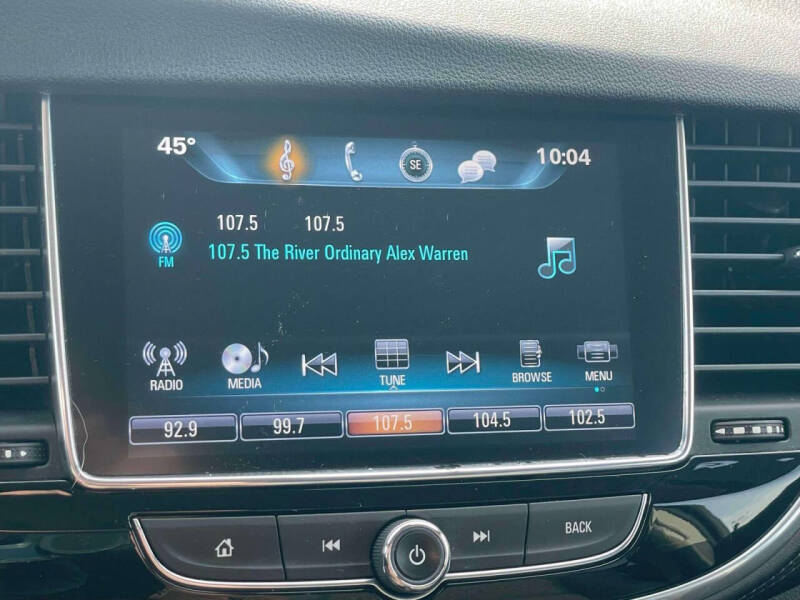 45° SE 10:04
107.5 107.5
107.5 The River Ordinary Alex Warren
FM
RADIO MEDIA TUNE BROWSE MENU
92.9 99.7 107.5 104.5 102.5
BACK